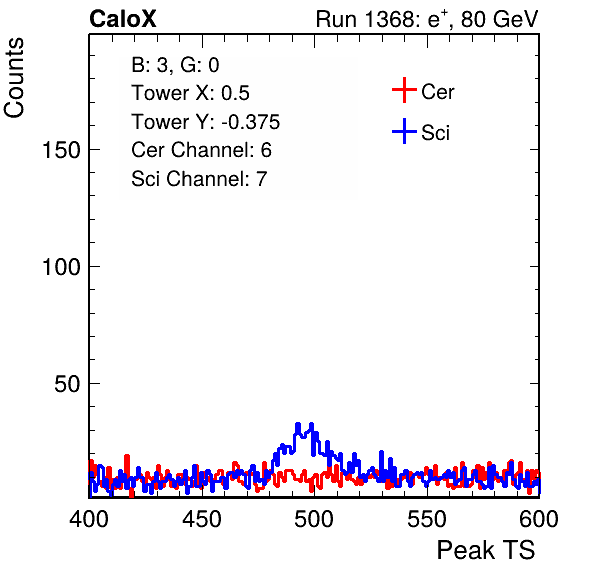 CaloX Run 1368: e⁺, 80 GeV
Counts
B: 3, G: 0
Tower X: 0.5
Tower Y: -0.375
Cer Channel: 6
Sci Channel: 7
Cer
Sci
150
100
50
400 450 500 550 600
Peak TS